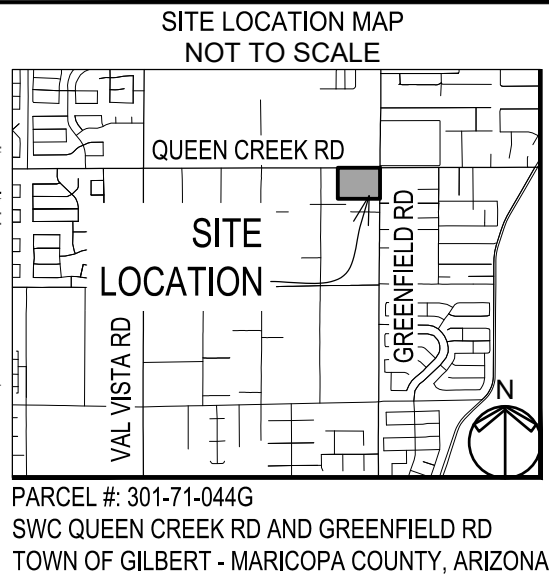 SITE LOCATION MAP
NOT TO SCALE
QUEEN CREEK RD
SITE
LOCATION
GREENFIELD RD
VAL VISTA RD
N
PARCEL #: 301-71-044G
SWC QUEEN CREEK RD AND GREENFIELD RD
TOWN OF GILBERT - MARICOPA COUNTY, ARIZONA